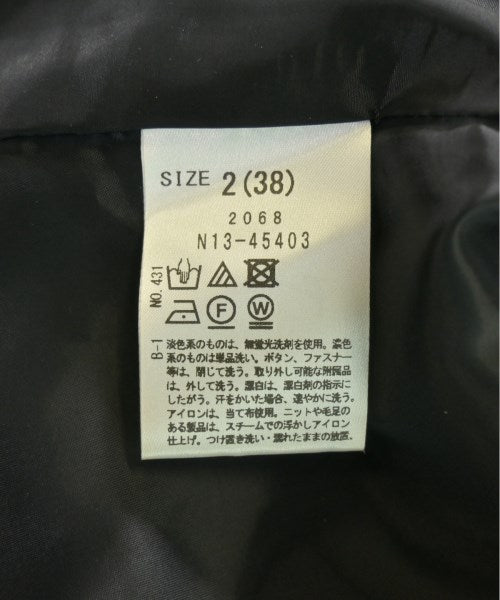 SIZE 2(38)
2068
N13-45403
NO.431
F W
B-1
淡色系のものは、無蛍光洗剤を使用。濃色
系のものは単品洗い。ボタン、ファスナー
等は、閉じて洗う。取り外し可能な附属品
は、外して洗う。漂白は、漂白剤の指示に
したがう。汗をかいた場合、速やかに洗う。
アイロンは、当て布使用。ニットや毛足の
ある製品は、スチームでの浮かしアイロン
仕上げ。つけ置き洗い・濡れたままの放置、